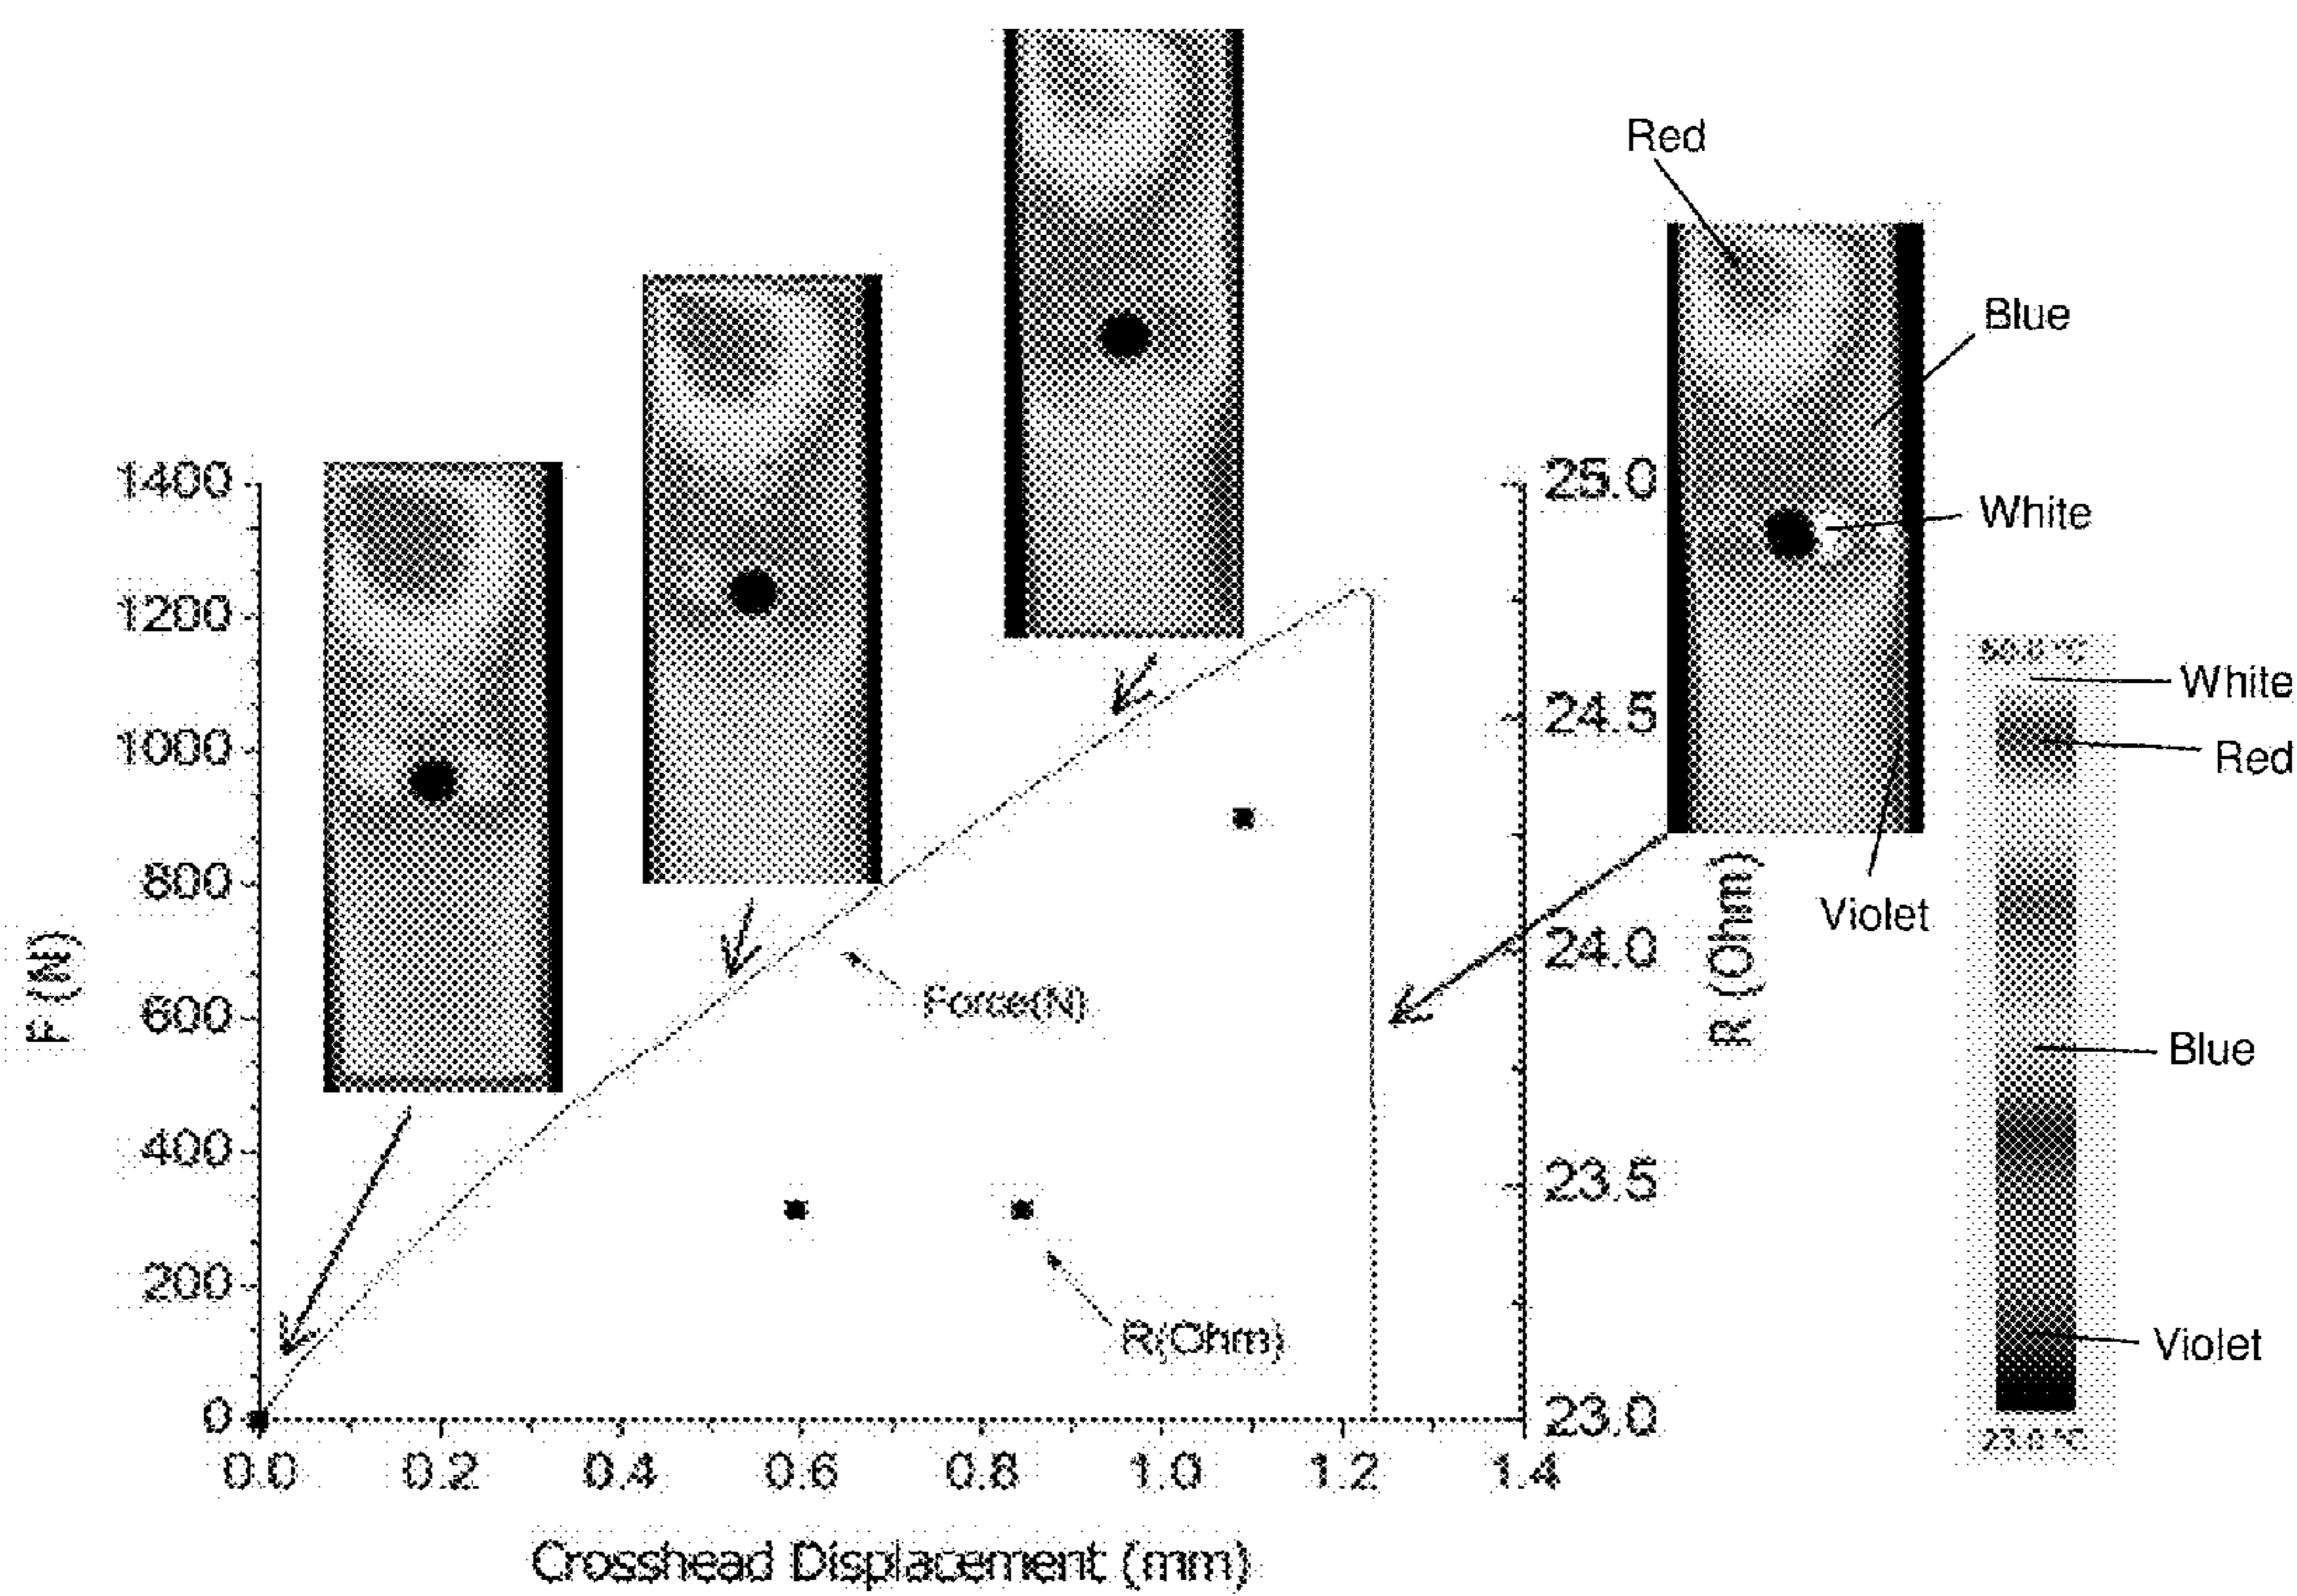 Red
Blue
White
1400
1200
1000
800
600
400
200
0
F (N)
25.0
24.5
24.0
23.5
23.0
R (Ohm)
Violet
Force(N)
R(Ohm)
White
Red
Blue
Violet
23.0 °C
0.0 0.2 0.4 0.6 0.8 1.0 1.2 1.4
Crosshead Displacement (mm)